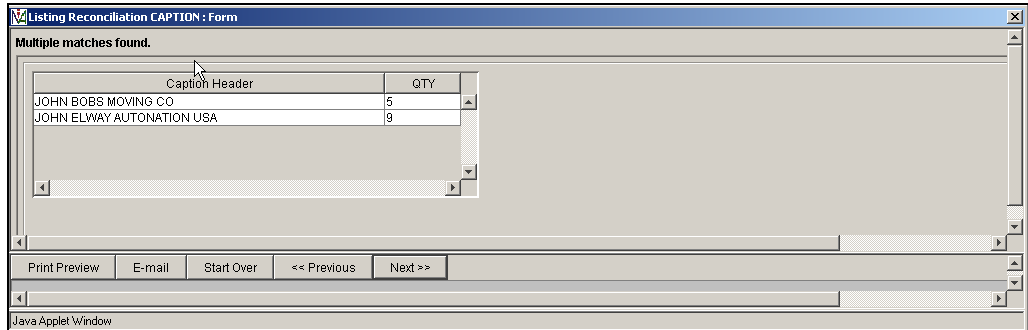 Listing Reconciliation CAPTION : Form
Multiple matches found.
Caption Header QTY
JOHN BOBS MOVING CO 5
JOHN ELWAY AUTONATION USA 9
Print Preview E-mail Start Over << Previous Next >>
Java Applet Window